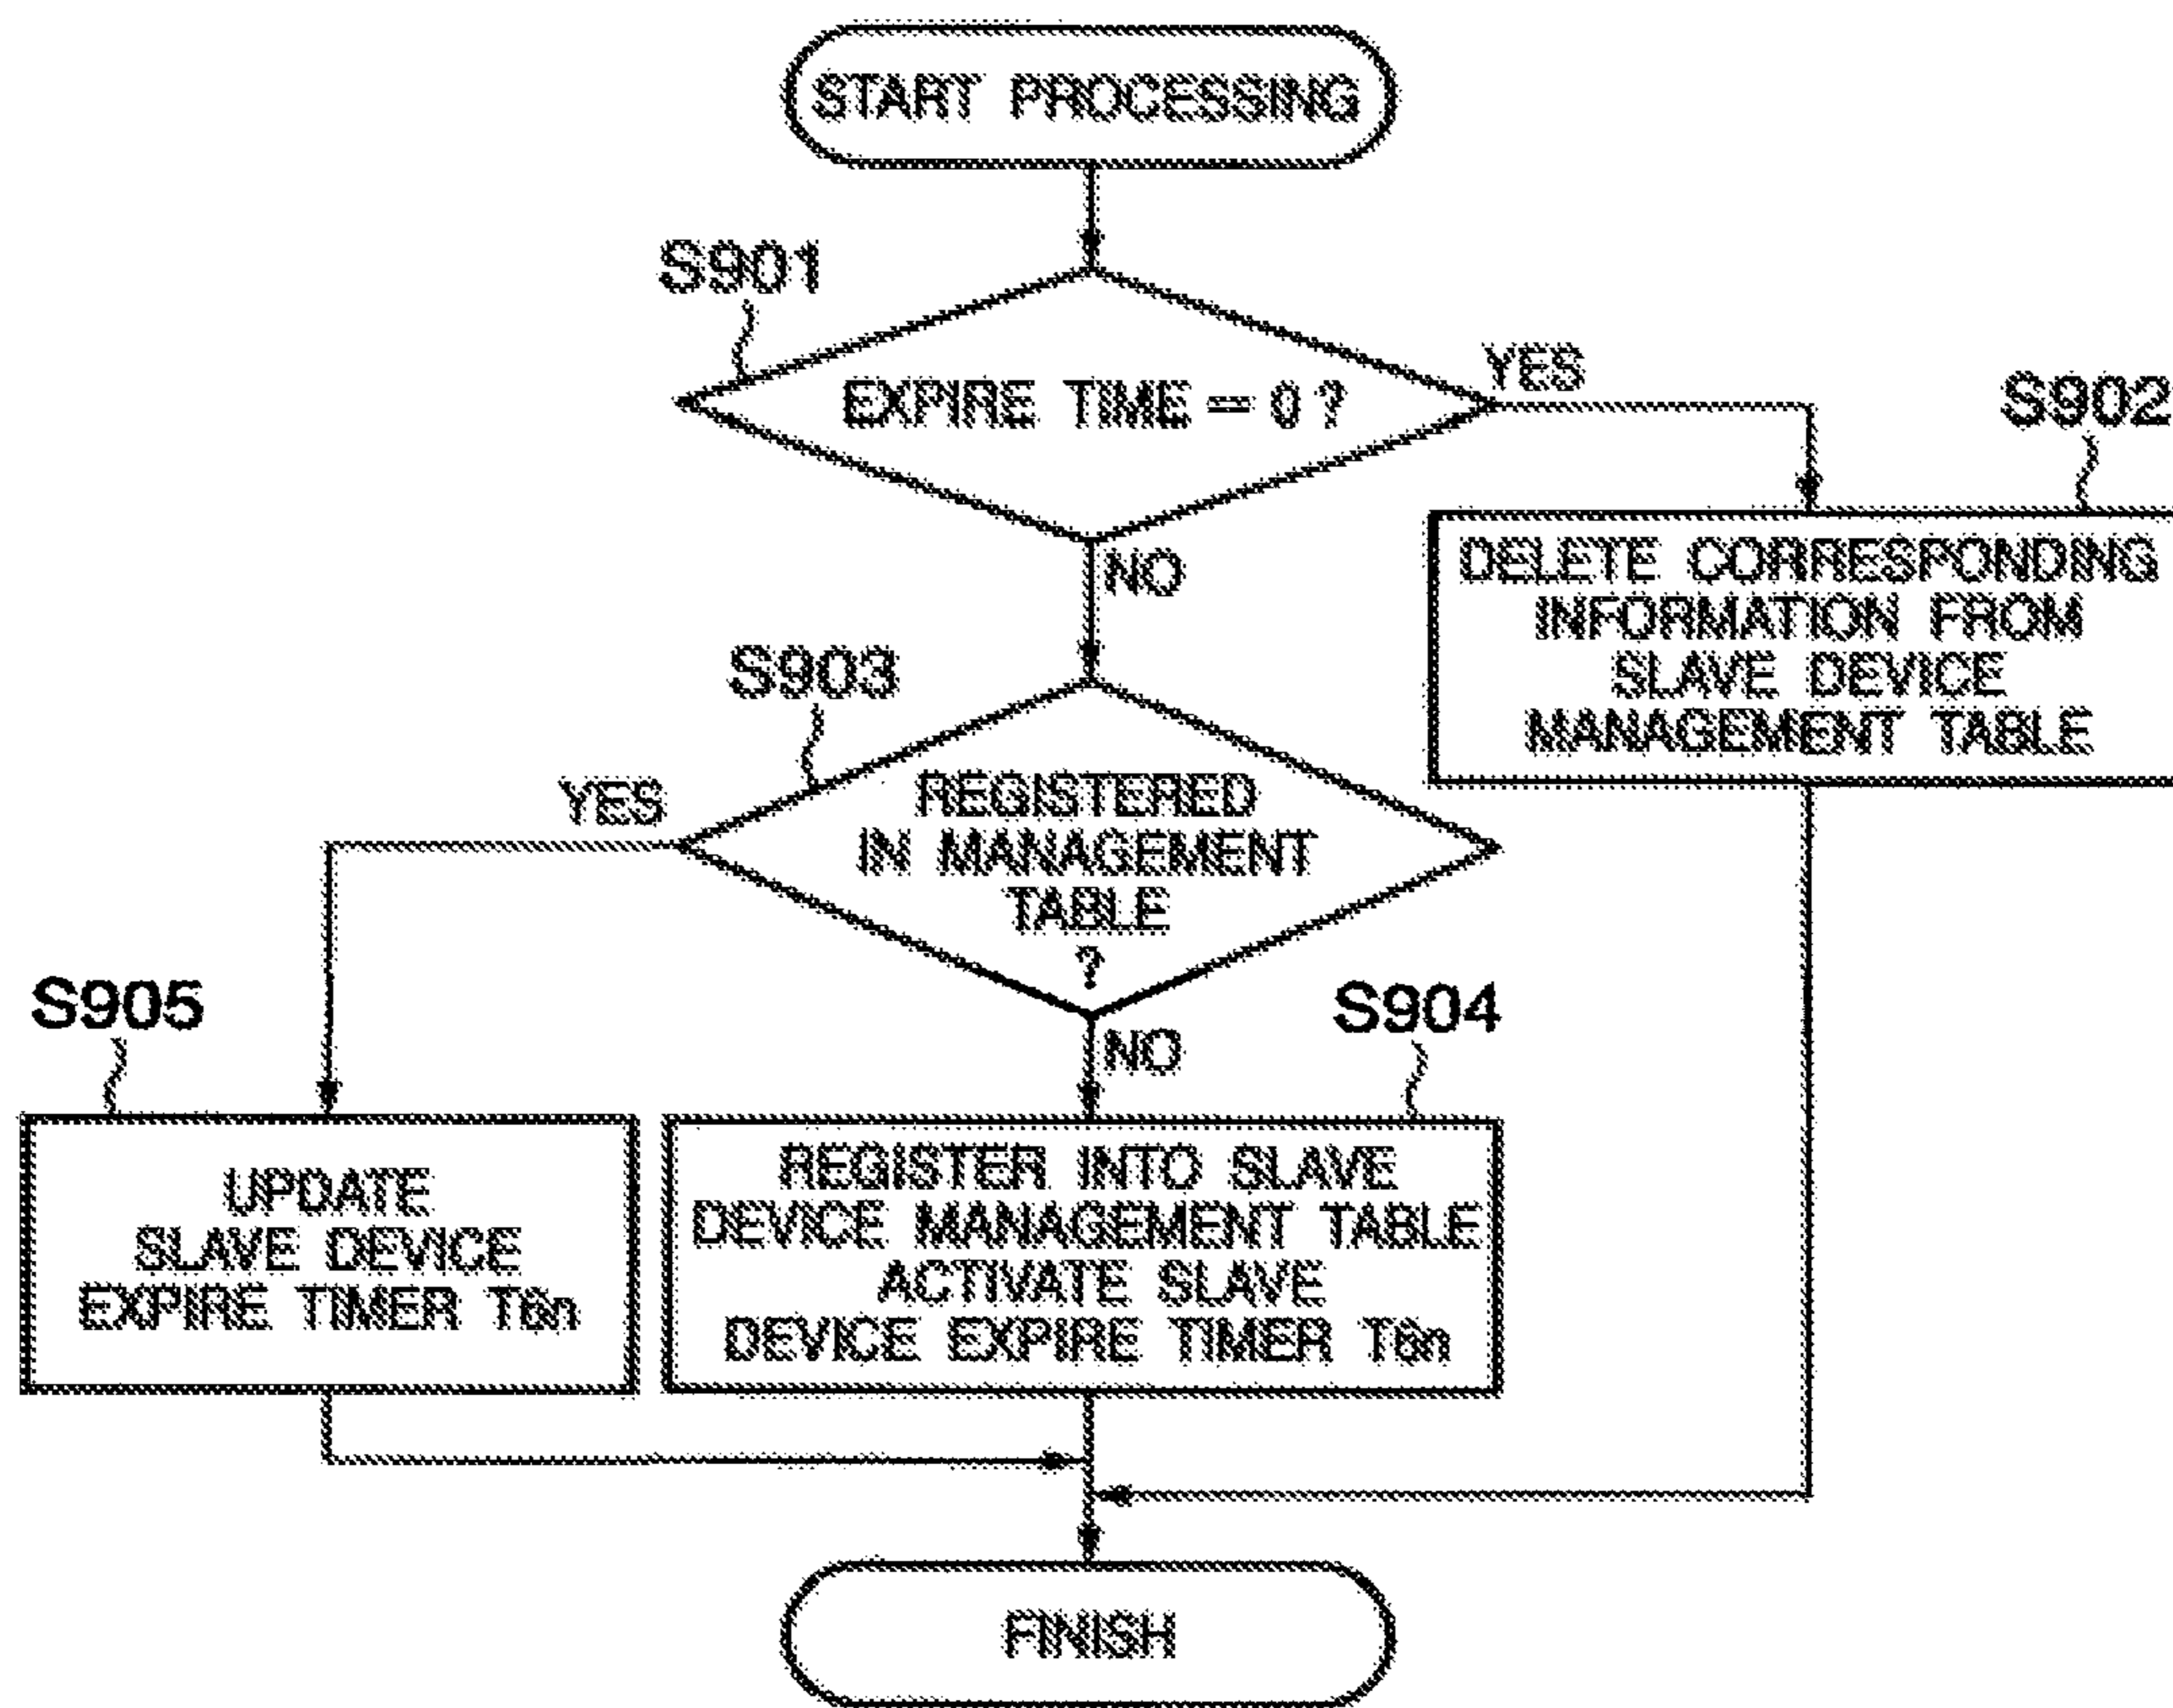 START PROCESSING
S901
EXPIRE TIME = 0 ?
YES
S902
NO
DELETE CORRESPONDING
INFORMATION FROM
SLAVE DEVICE
MANAGEMENT TABLE
S903
YES
REGISTERED
IN MANAGEMENT
TABLE
?
S905
S904
NO
UPDATE
SLAVE DEVICE
EXPIRE TIMER T6n
REGISTER INTO SLAVE
DEVICE MANAGEMENT TABLE
ACTIVATE SLAVE
DEVICE EXPIRE TIMER T6n
FINISH